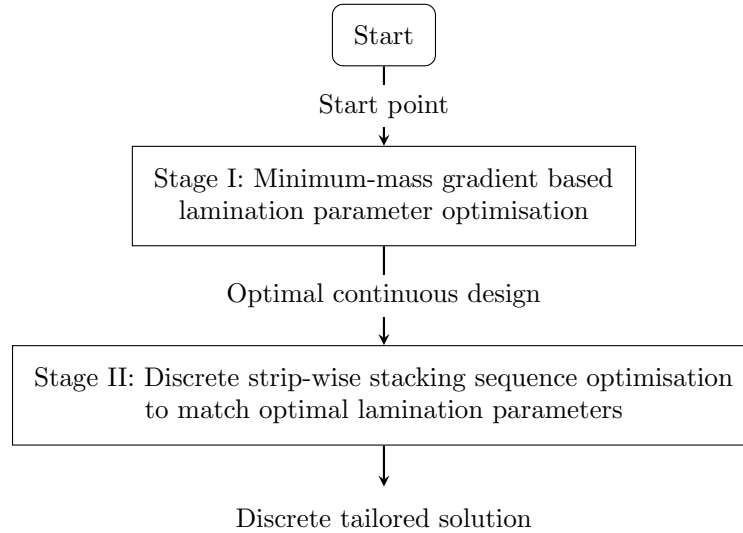 Start
Start point
Stage I: Minimum-mass gradient based
lamination parameter optimisation
Optimal continuous design
Stage II: Discrete strip-wise stacking sequence optimisation
to match optimal lamination parameters
Discrete tailored solution